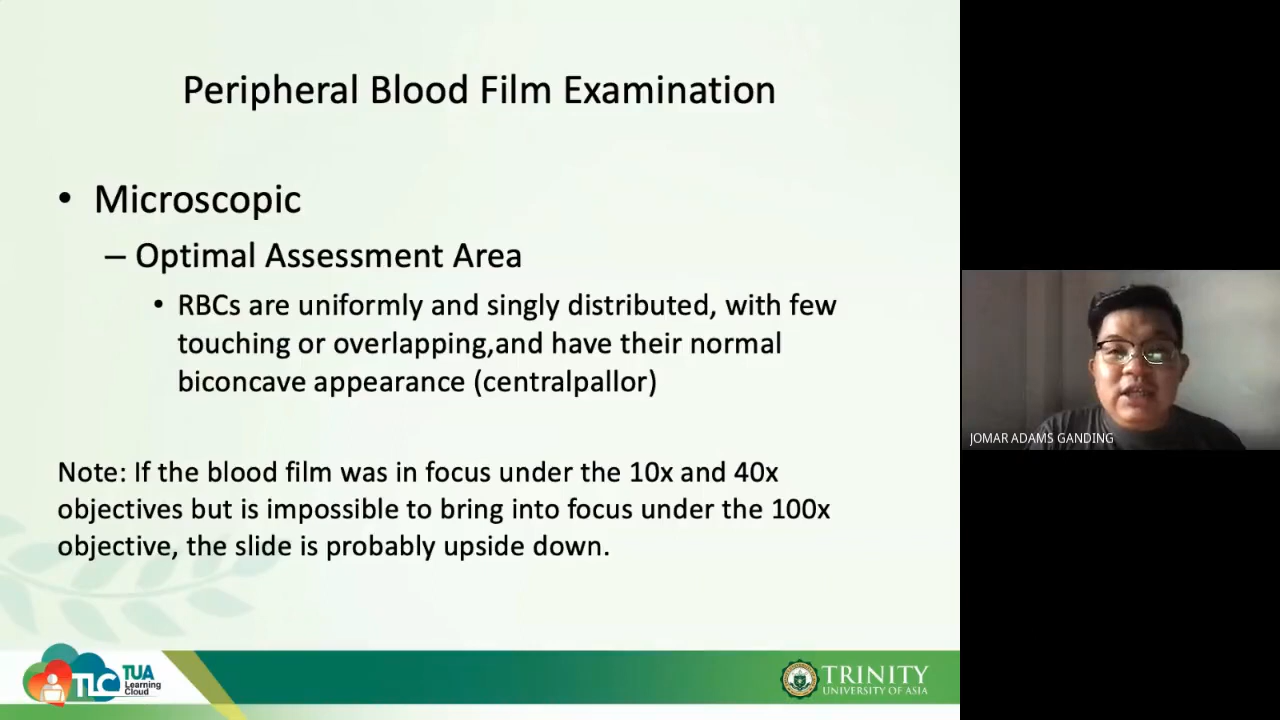 Peripheral Blood Film Examination
• Microscopic
– Optimal Assessment Area
• RBCs are uniformly and singly distributed, with few
touching or overlapping,and have their normal
biconcave appearance (centralpallor)
Note: If the blood film was in focus under the 10x and 40x
objectives but is impossible to bring into focus under the 100x
objective, the slide is probably upside down.
JOMAR ADAMS GANDING
TLC TUA
Learning
Cloud
TRINITY
UNIVERSITY OF ASIA